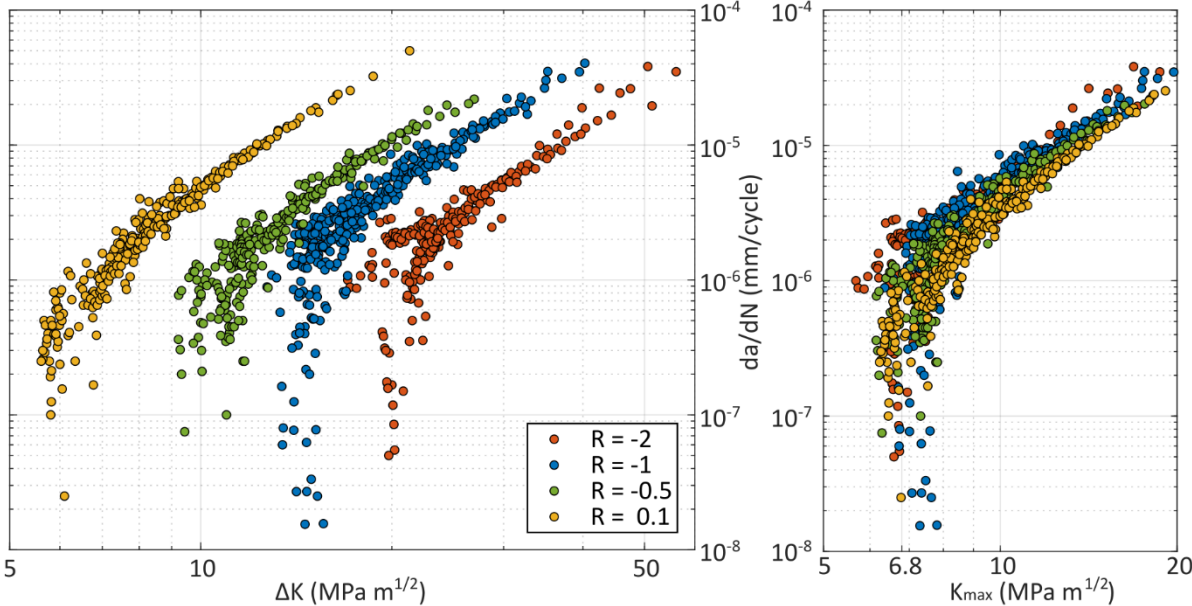 10⁻⁴
10⁻⁵
10⁻⁶
10⁻⁷
10⁻⁸
da/dN (mm/cycle)
R = -2
R = -1
R = -0.5
R = 0.1
5
10
20
50
ΔK (MPa m^1/2)
10⁻⁴
10⁻⁵
10⁻⁶
10⁻⁷
10⁻⁸
5
6.8
10
20
Kmax (MPa m^1/2)